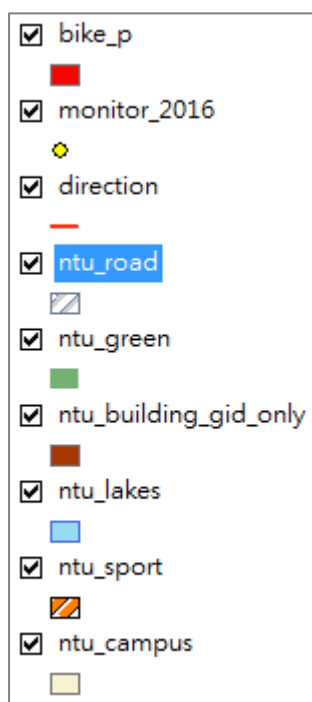 bike_p
monitor_2016
direction
ntu_road
ntu_green
ntu_building_gid_only
ntu_lakes
ntu_sport
ntu_campus